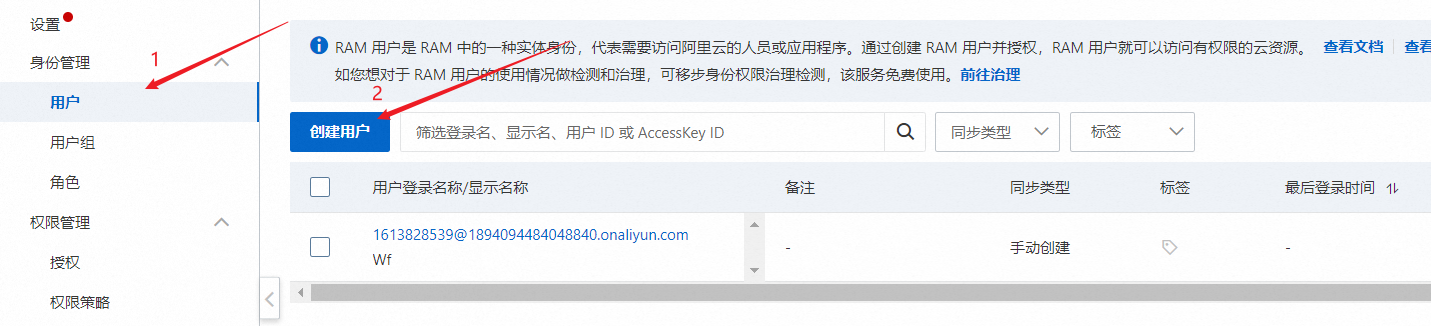 设置
身份管理
用户
用户组
角色
权限管理
授权
权限策略
1
RAM 用户是 RAM 中的一种实体身份，代表需要访问阿里云的人员或应用程序。通过创建 RAM 用户并授权，RAM 用户就可以访问有权限的云资源。 查看文档 查看
如您想对于 RAM 用户的使用情况做检测和治理，可移步身份权限治理检测，该服务免费使用。前往治理
2
创建用户 筛选登录名、显示名、用户 ID 或 AccessKey ID 同步类型 标签
用户登录名称/显示名称 备注 同步类型 标签 最后登录时间
1613828539@1894094484048840.onaliyun.com - 手动创建 -
Wf